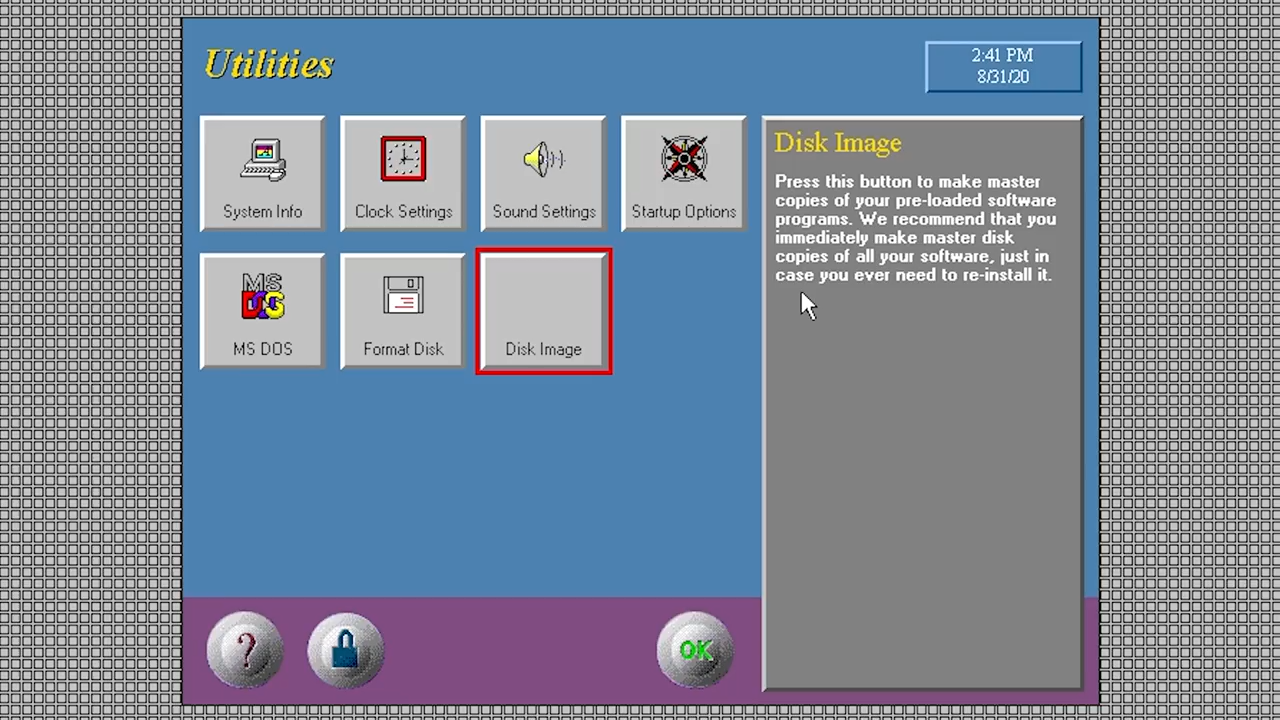 Utilities
2:41 PM
8/31/20
System Info
Clock Settings
Sound Settings
Startup Options
MS
DOS
MS DOS
Format Disk
Disk Image
Disk Image
Press this button to make master
copies of your pre-loaded software
programs. We recommend that you
immediately make master disk
copies of all your software, just in
case you ever need to re-install it.
?
OK